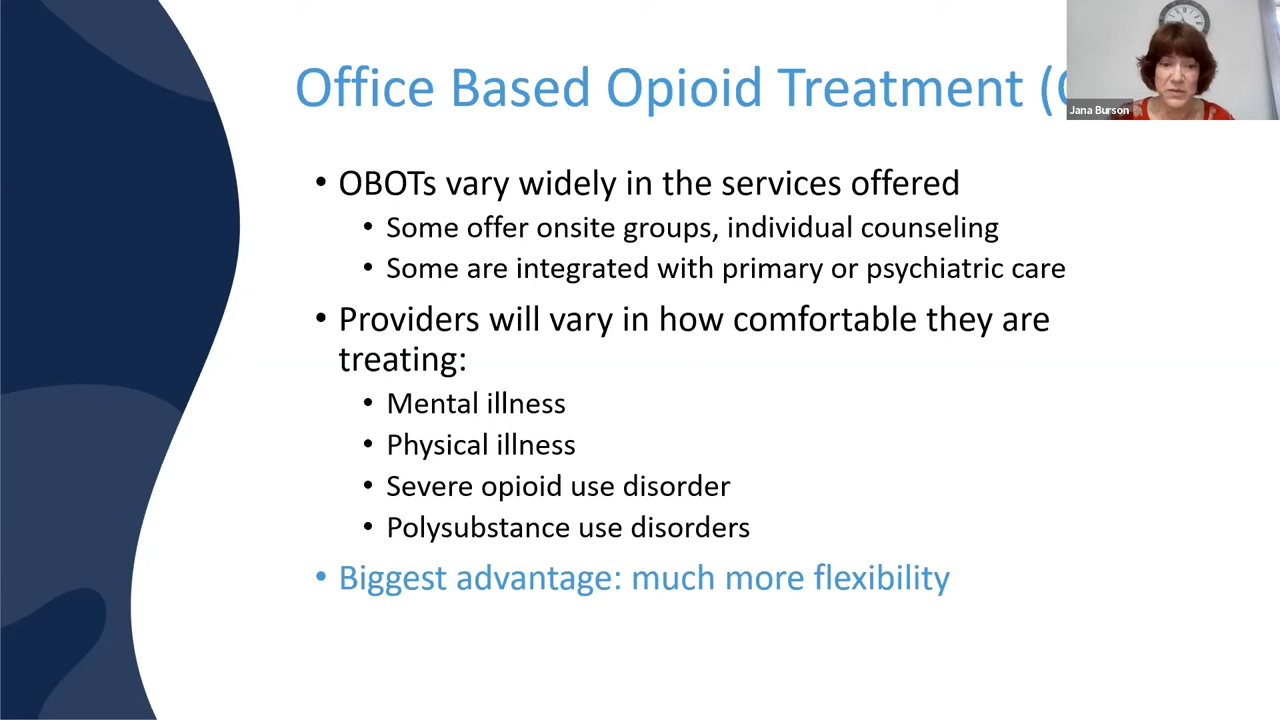 Office Based Opioid Treatment (
Jana Burson
• OBOTs vary widely in the services offered
• Some offer onsite groups, individual counseling
• Some are integrated with primary or psychiatric care
• Providers will vary in how comfortable they are
treating:
• Mental illness
• Physical illness
• Severe opioid use disorder
• Polysubstance use disorders
• Biggest advantage: much more flexibility